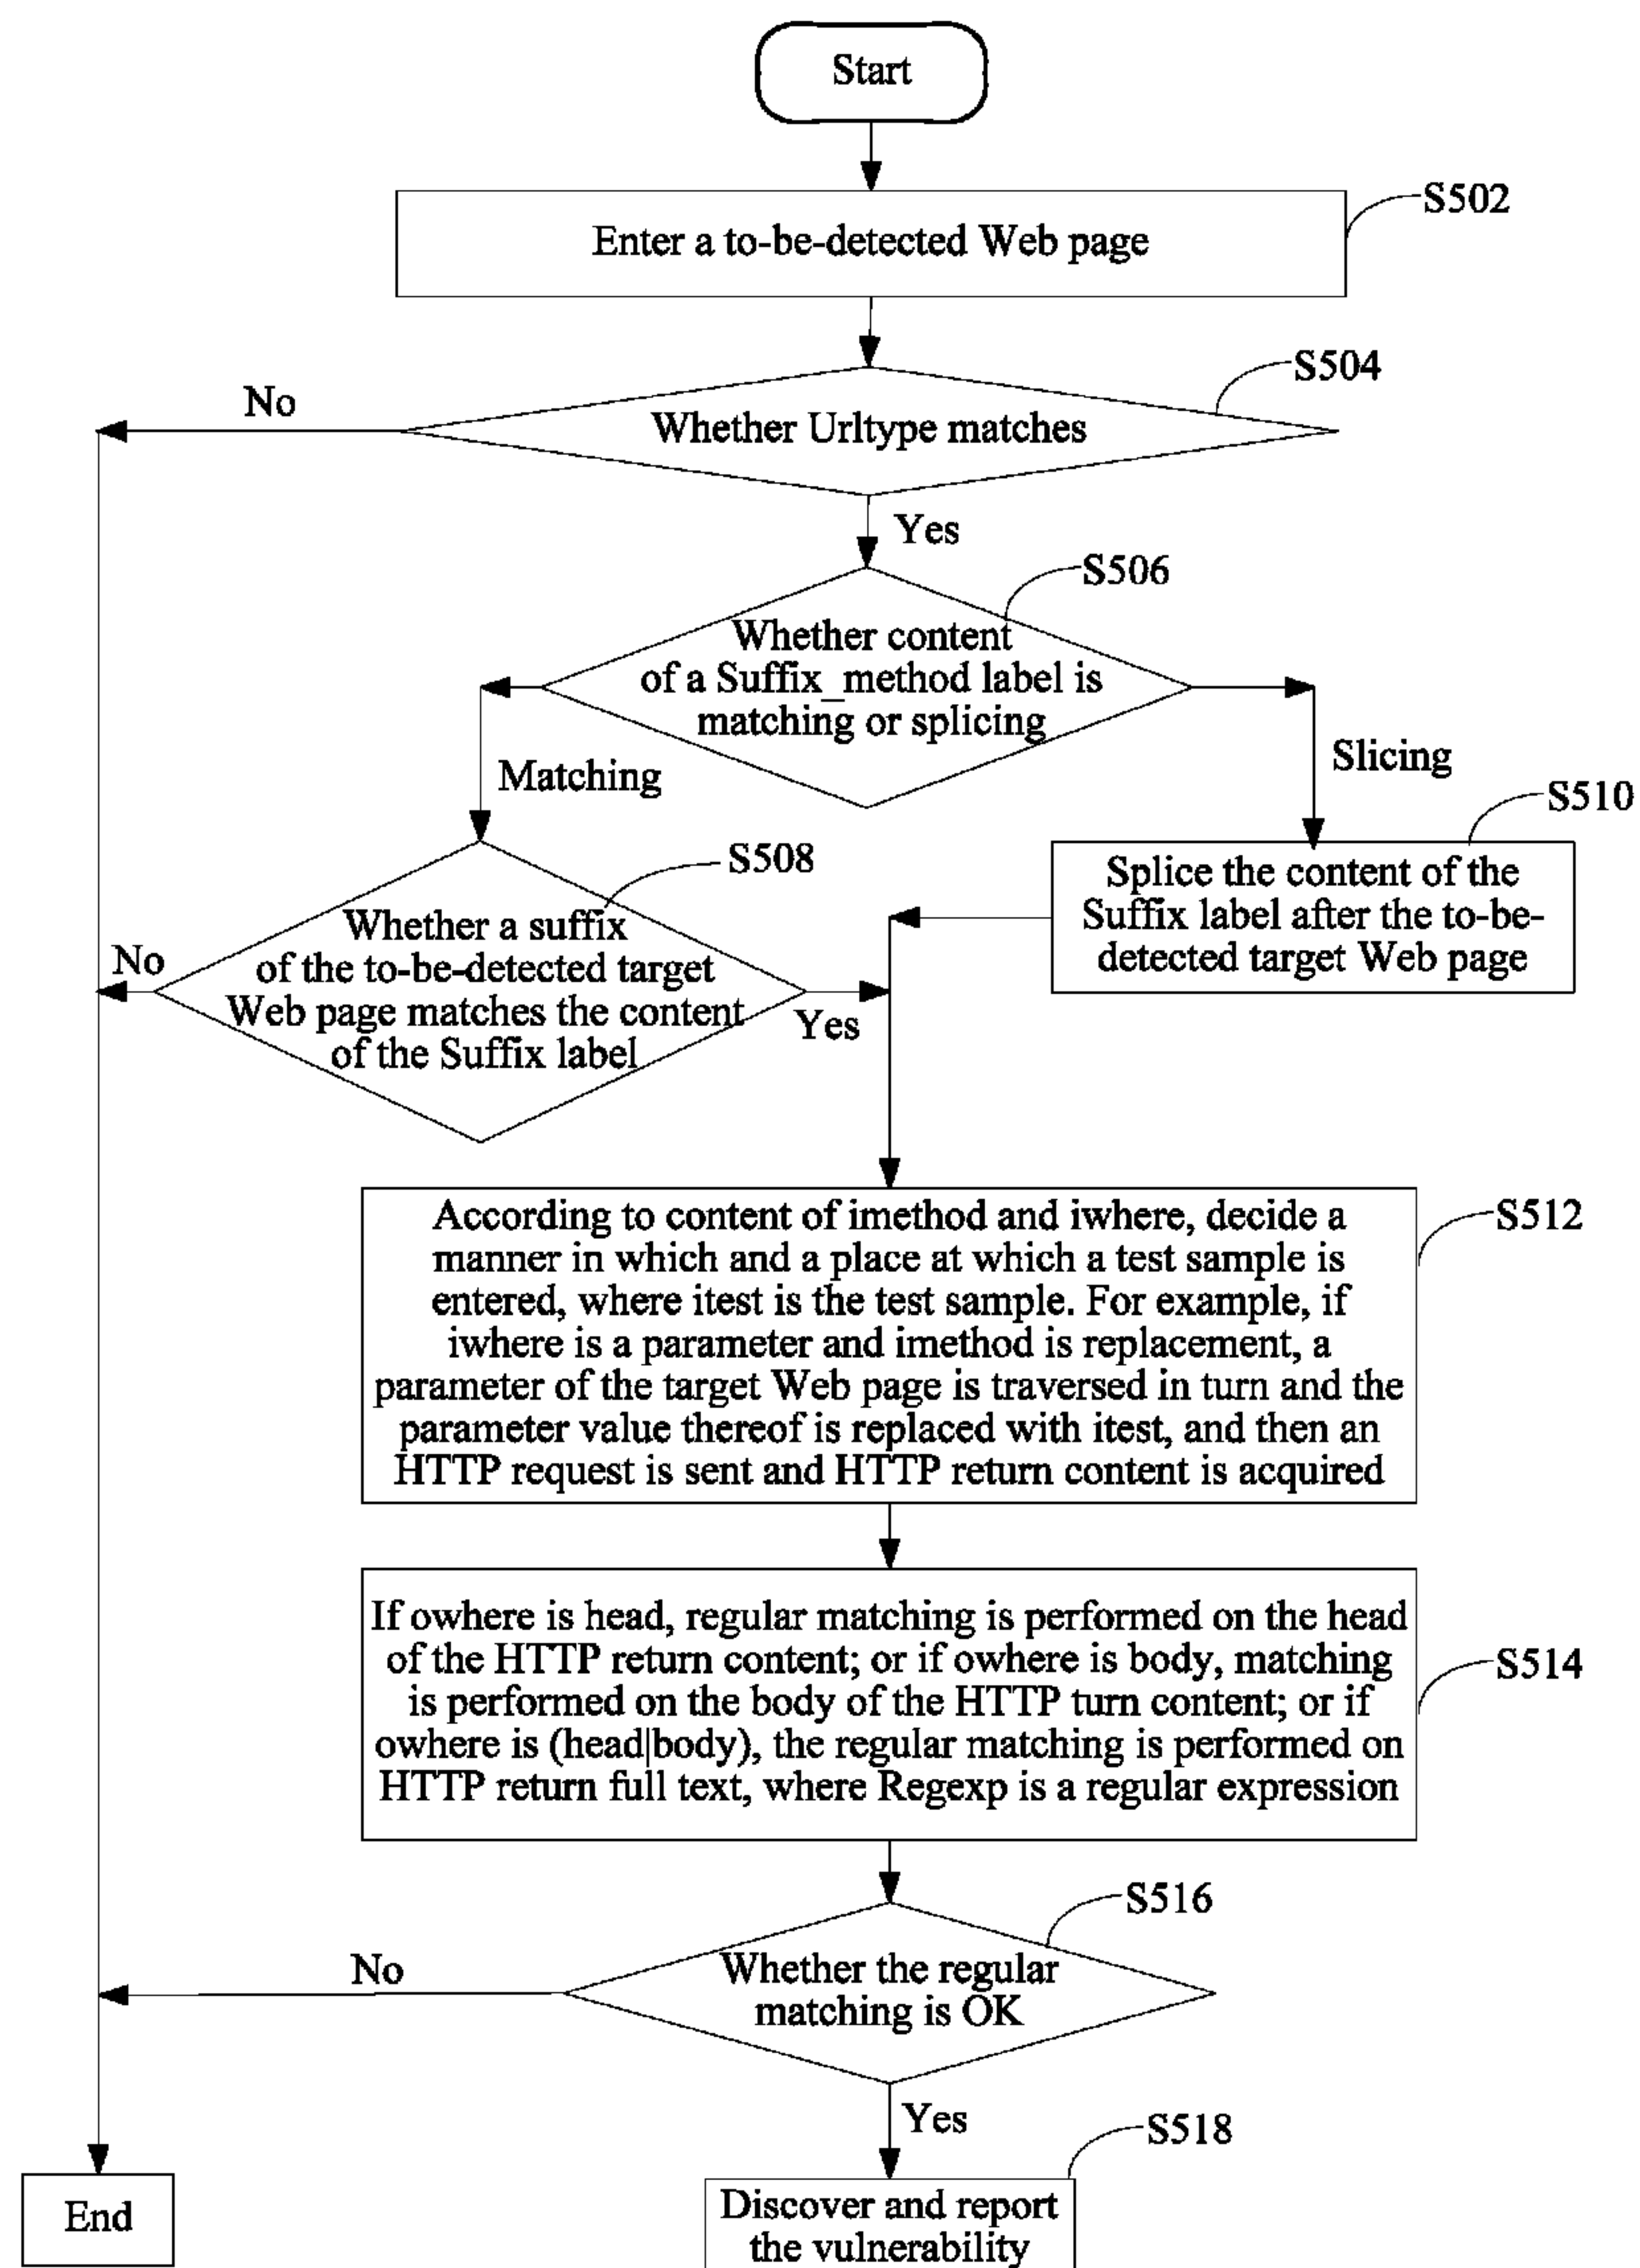 Start
S502
Enter a to-be-detected Web page
S504
No
Whether Urltype matches
Yes
S506
Whether content
of a Suffix_method label is
matching or splicing
Matching
Slicing
S510
S508
Splice the content of the
Suffix label after the to-be-
detected target Web page
Whether a suffix
of the to-be-detected target
Web page matches the content
of the Suffix label
No
Yes
According to content of imethod and iwhere, decide a
manner in which and a place at which a test sample is
entered, where itest is the test sample. For example, if
iwhere is a parameter and imethod is replacement, a
parameter of the target Web page is traversed in turn and the
parameter value thereof is replaced with itest, and then an
HTTP request is sent and HTTP return content is acquired
S512
If owhere is head, regular matching is performed on the head
of the HTTP return content; or if owhere is body, matching
is performed on the body of the HTTP turn content; or if
owhere is (head|body), the regular matching is performed on
HTTP return full text, where Regexp is a regular expression
S514
S516
No
Whether the regular
matching is OK
Yes
S518
End
Discover and report
the vulnerability